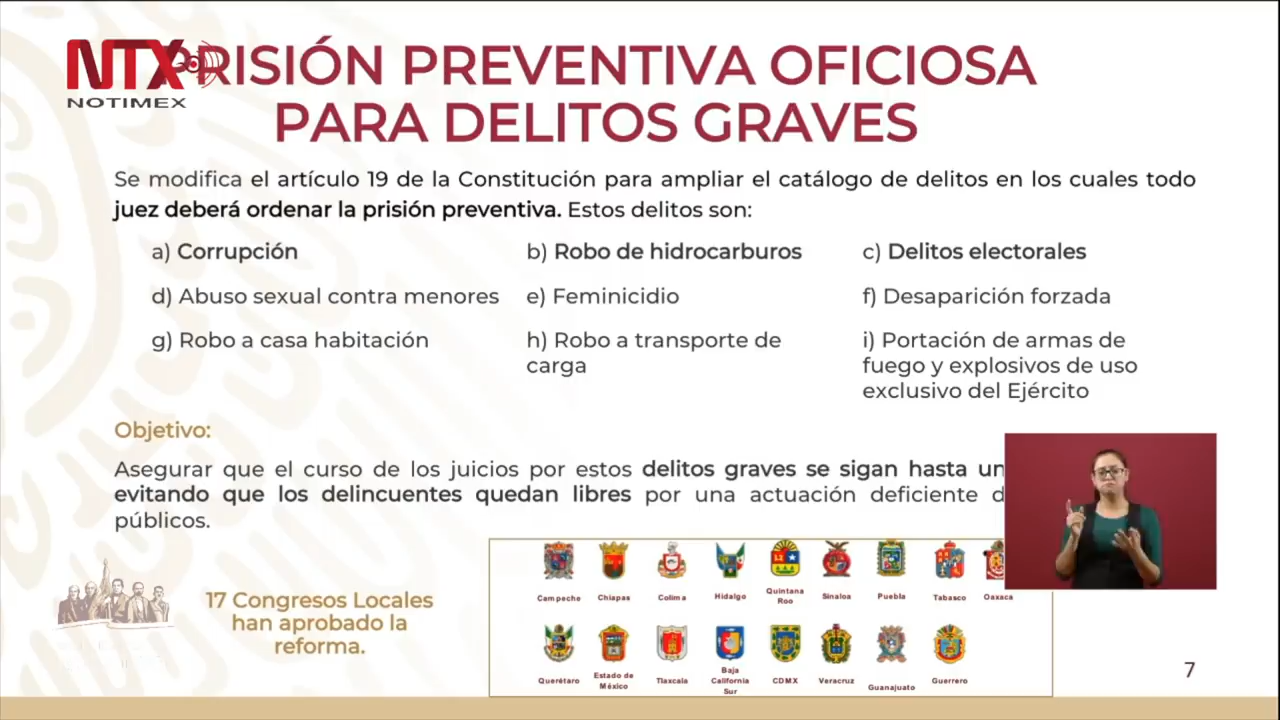 NTX
NOTIMEX
PRISIÓN PREVENTIVA OFICIOSA
PARA DELITOS GRAVES
Se modifica el artículo 19 de la Constitución para ampliar el catálogo de delitos en los cuales todo
juez deberá ordenar la prisión preventiva. Estos delitos son:
a) Corrupción
b) Robo de hidrocarburos
c) Delitos electorales
d) Abuso sexual contra menores
e) Feminicidio
f) Desaparición forzada
g) Robo a casa habitación
h) Robo a transporte de
carga
i) Portación de armas de
fuego y explosivos de uso
exclusivo del Ejército
Objetivo:
Asegurar que el curso de los juicios por estos delitos graves se sigan hasta un
evitando que los delincuentes quedan libres por una actuación deficiente d
públicos.
17 Congresos Locales
han aprobado la
reforma.
Campeche
Chiapas
Colima
Hidalgo
Quintana
Roo
Sinaloa
Puebla
Tabasco
Oaxaca
Querétaro
Estado de
México
Tlaxcala
Baja
California
Sur
CDMX
Veracruz
Guanajuato
Guerrero
7